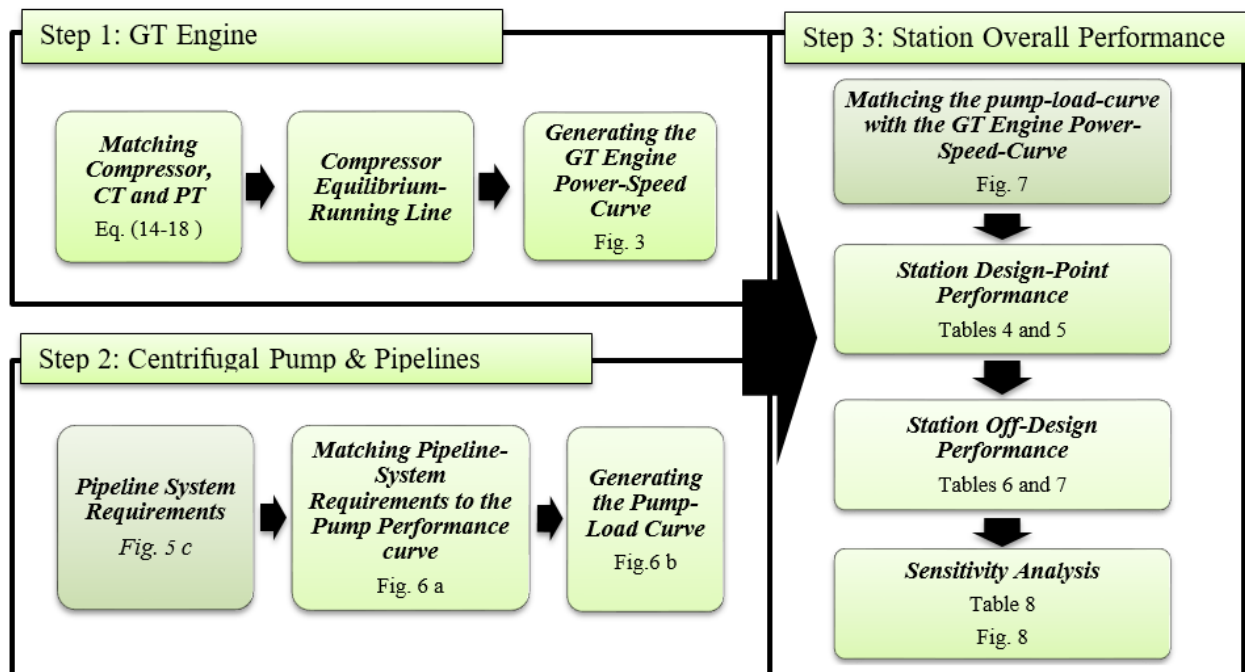 Step 1: GT Engine
Matching
Compressor,
CT and PT
Eq. (14-18 )
Compressor
Equilibrium-
Running Line
Generating the
GT Engine
Power-Speed
Curve
Fig. 3
Step 2: Centrifugal Pump & Pipelines
Pipeline System
Requirements
Fig. 5 c
Matching Pipeline-
System
Requirements to the
Pump Performance
curve
Fig. 6 a
Generating
the Pump-
Load Curve
Fig.6 b
Step 3: Station Overall Performance
Mathcing the pump-load-curve
with the GT Engine Power-
Speed-Curve
Fig. 7
Station Design-Point
Performance
Tables 4 and 5
Station Off-Design
Performance
Tables 6 and 7
Sensitivity Analysis
Table 8
Fig. 8